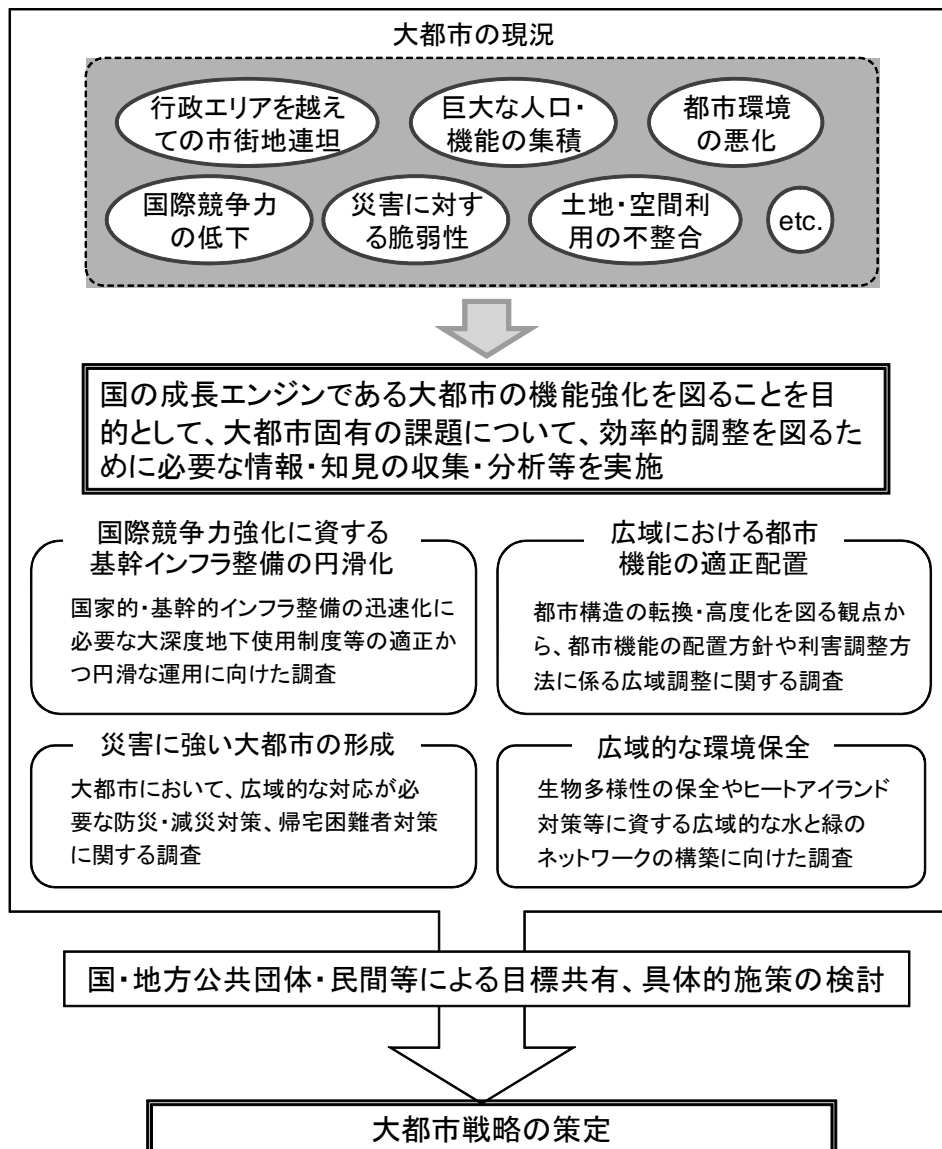 大都市の現況
行政エリアを越え
ての市街地連坦
巨大な人口・
機能の集積
都市環境
の悪化
国際競争力
の低下
災害に対す
る脆弱性
土地・空間利
用の不整合
etc.
国の成長エンジンである大都市の機能強化を図ることを目
的として、大都市固有の課題について、効率的調整を図るた
めに必要な情報・知見の収集・分析等を実施
国際競争力強化に資する
基幹インフラ整備の円滑化
国家的・基幹的インフラ整備の迅速化に
必要な大深度地下使用制度等の適正か
つ円滑な運用に向けた調査
広域における都市
機能の適正配置
都市構造の転換・高度化を図る観点か
ら、都市機能の配置方針や利害調整方
法に係る広域調整に関する調査
災害に強い大都市の形成
大都市において、広域的な対応が必
要な防災・減災対策、帰宅困難者対策
に関する調査
広域的な環境保全
生物多様性の保全やヒートアイランド
対策等に資する広域的な水と緑の
ネットワークの構築に向けた調査
国・地方公共団体・民間等による目標共有、具体的施策の検討
大都市戦略の策定